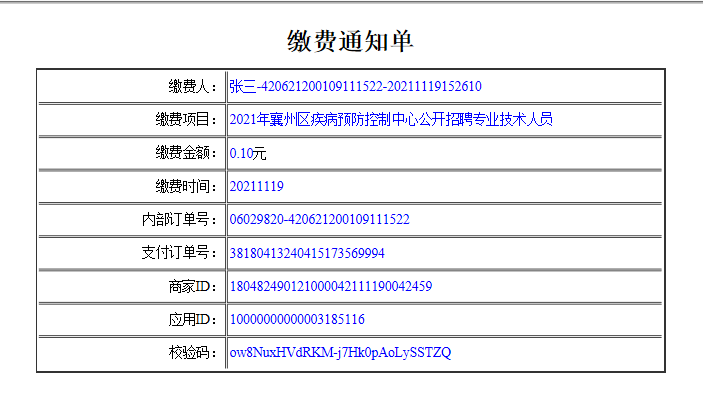 缴费通知单
缴费人： 张三-420621200109111522-20211119152610
缴费项目： 2021年襄州区疾病预防控制中心公开招聘专业技术人员
缴费金额： 0.10元
缴费时间： 20211119
内部订单号： 06029820-420621200109111522
支付订单号： 38180413240415173569994
商家ID： 180482490121000042111190042459
应用ID： 10000000000003185116
校验码： ow8NuxHVdRKM-j7Hk0pAoLySSTZQ